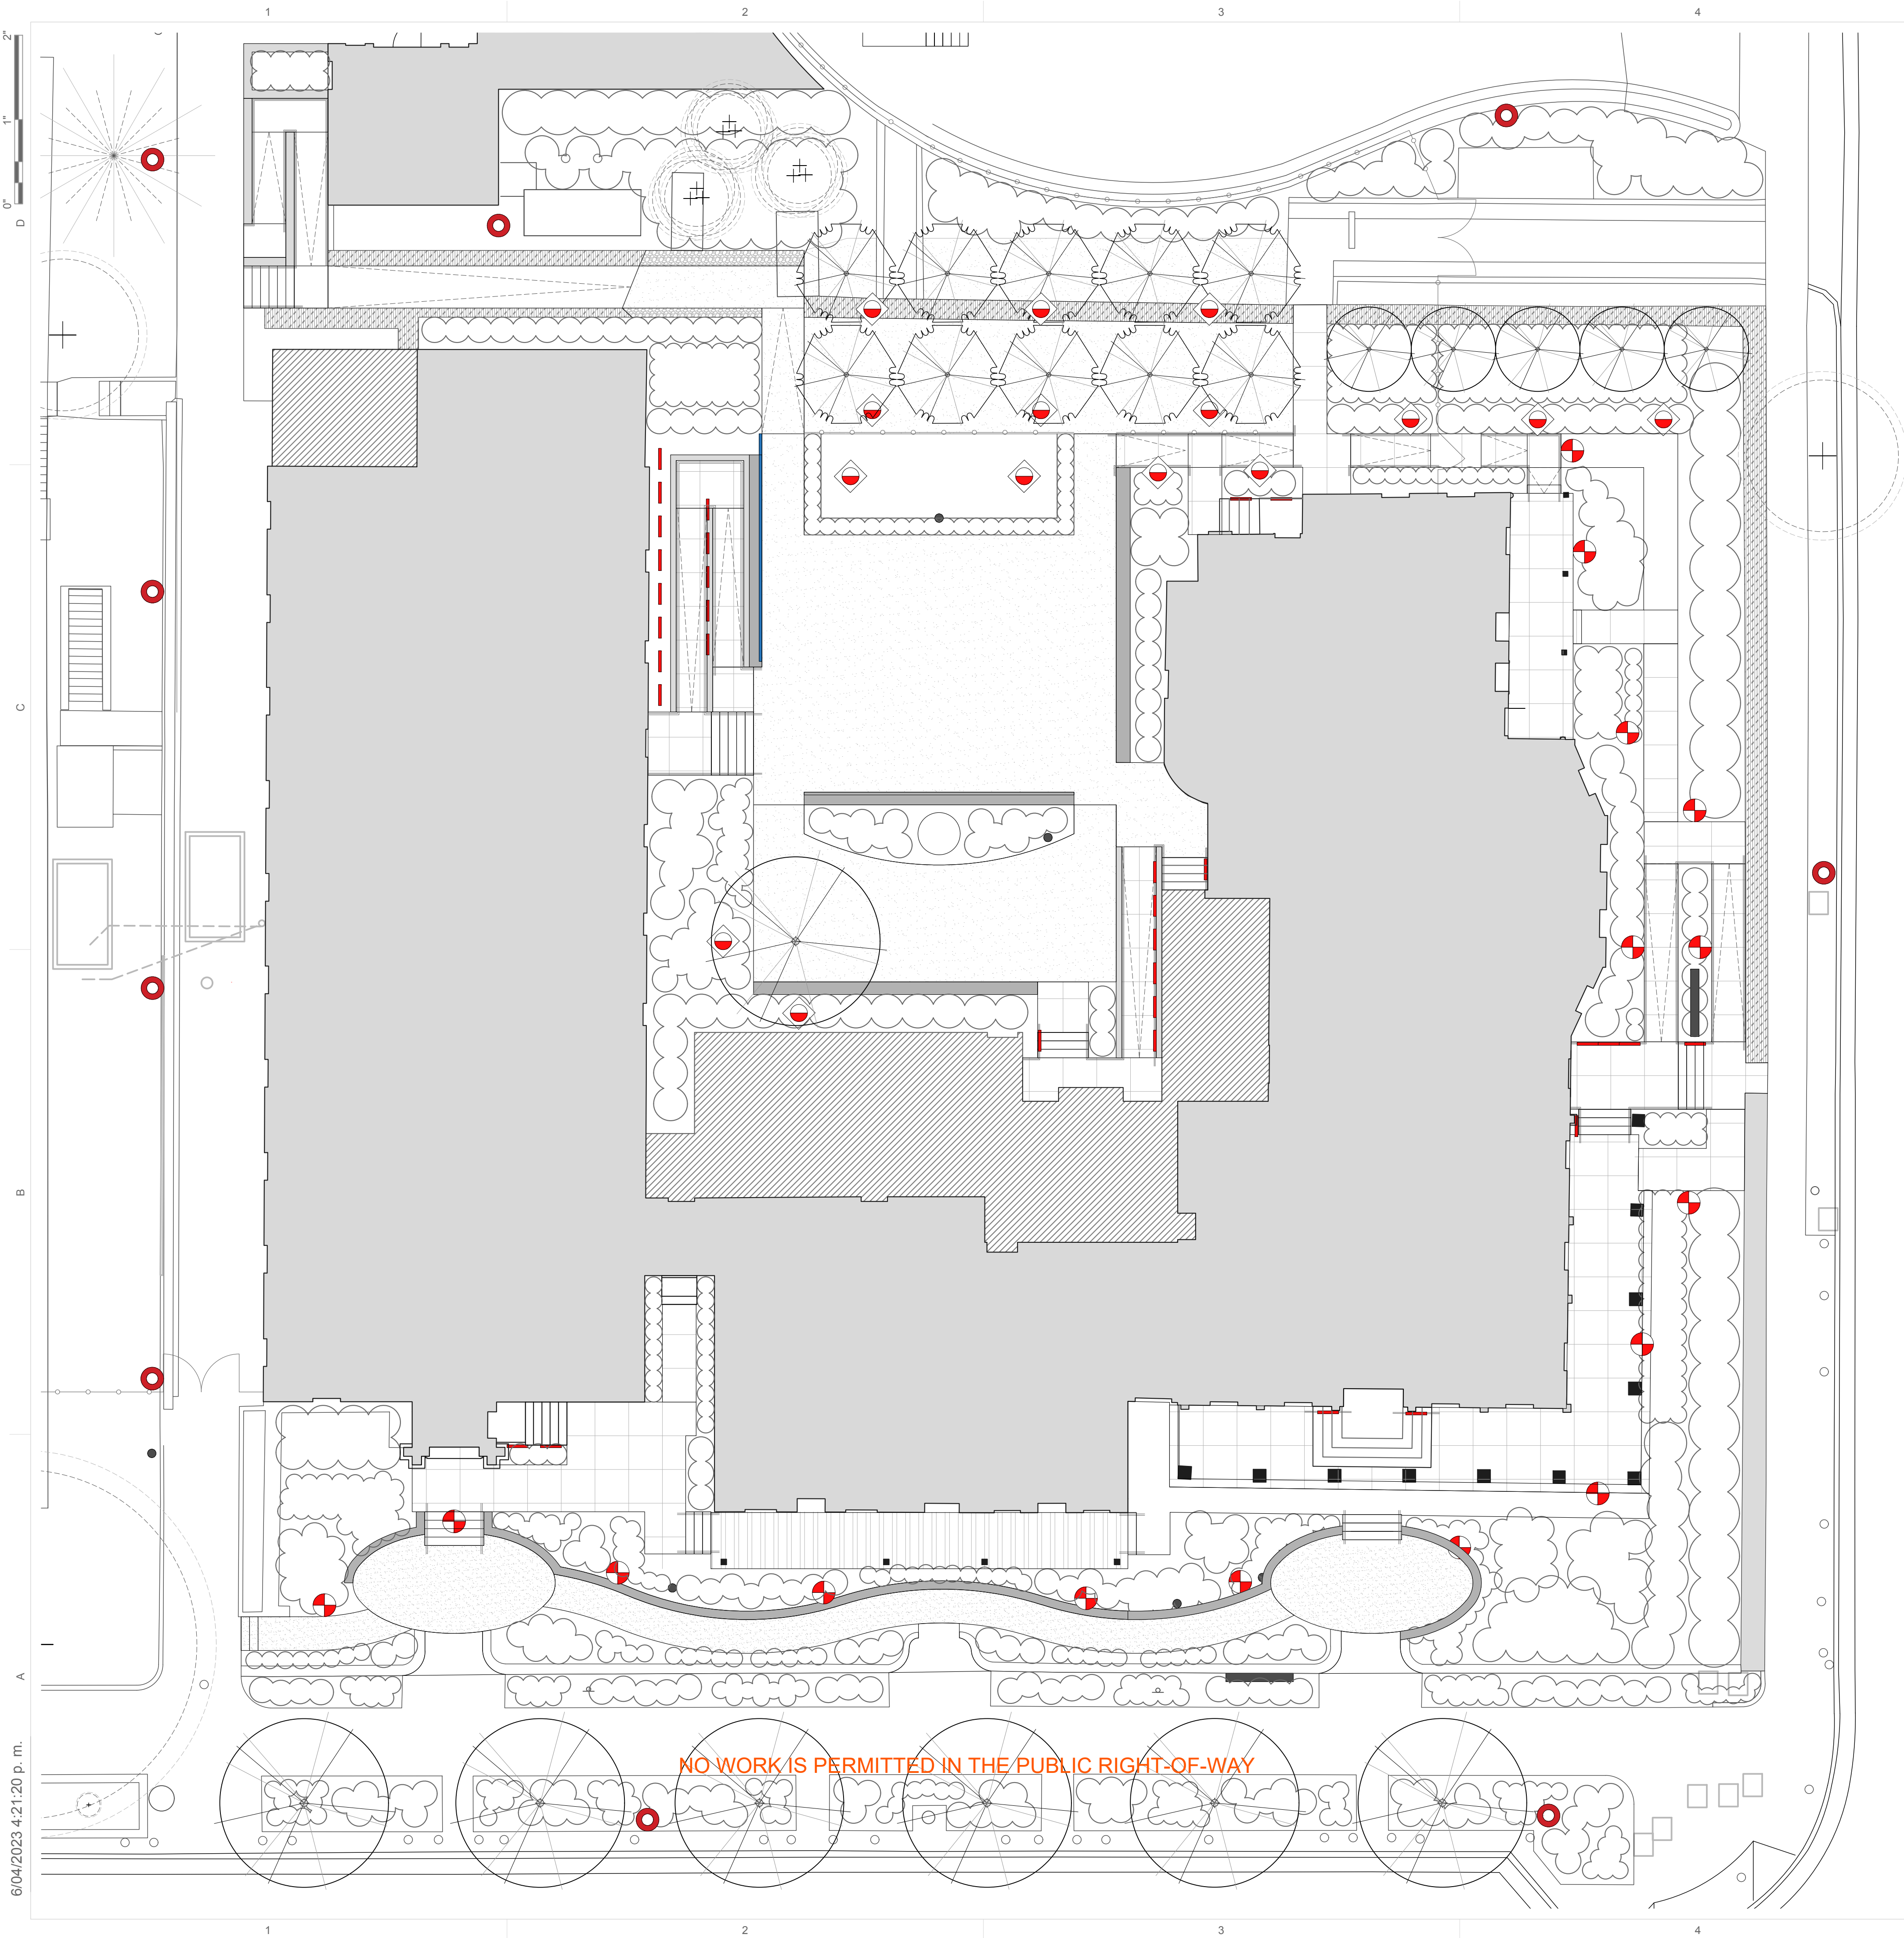 1 2 3 4
2"
1"
0"
D
C
B
A
NO WORK IS PERMITTED IN THE PUBLIC RIGHT-OF-WAY
6/04/2023 4:21:20 p. m.
1 2 3 4